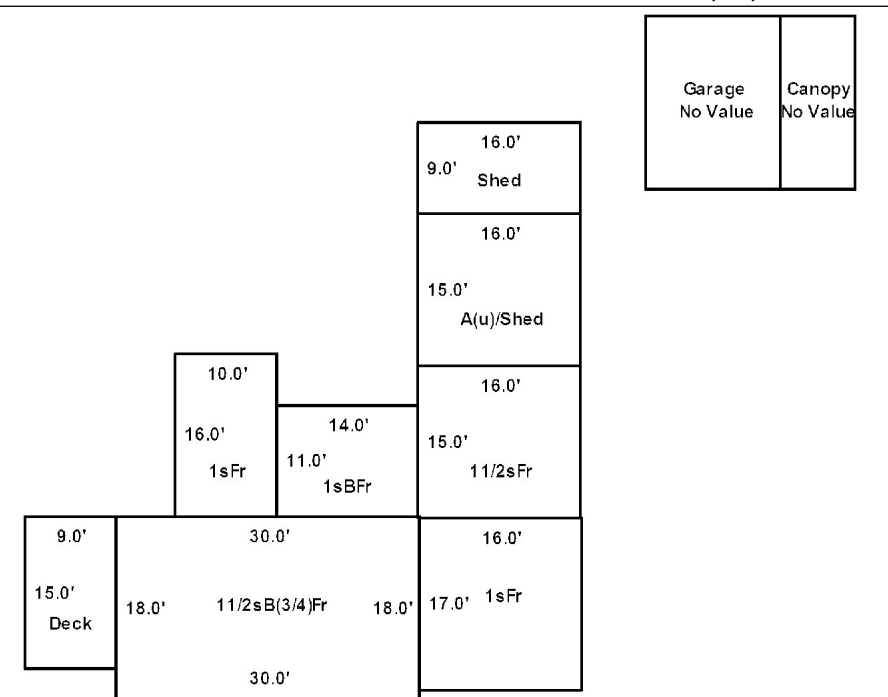 Garage
No Value
Canopy
No Value
16.0'
9.0'
Shed
16.0'
15.0'
A(u)/Shed
10.0'
16.0'
1sFr
14.0'
11.0'
1sBFr
16.0'
15.0'
11/2sFr
9.0'
15.0'
Deck
30.0'
18.0'
11/2sB(3/4)Fr
18.0'
30.0'
16.0'
17.0'
1sFr